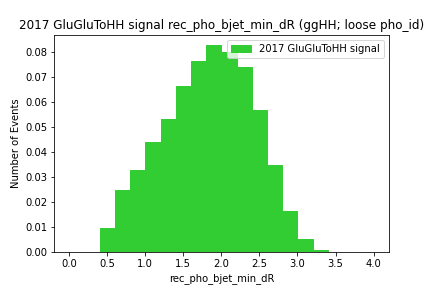 2017 GluGluToHH signal rec_pho_bjet_min_dR (ggHH; loose pho_id)
2017 GluGluToHH signal
Number of Events
0.08
0.07
0.06
0.05
0.04
0.03
0.02
0.01
0.00
0.0 0.5 1.0 1.5 2.0 2.5 3.0 3.5 4.0
rec_pho_bjet_min_dR